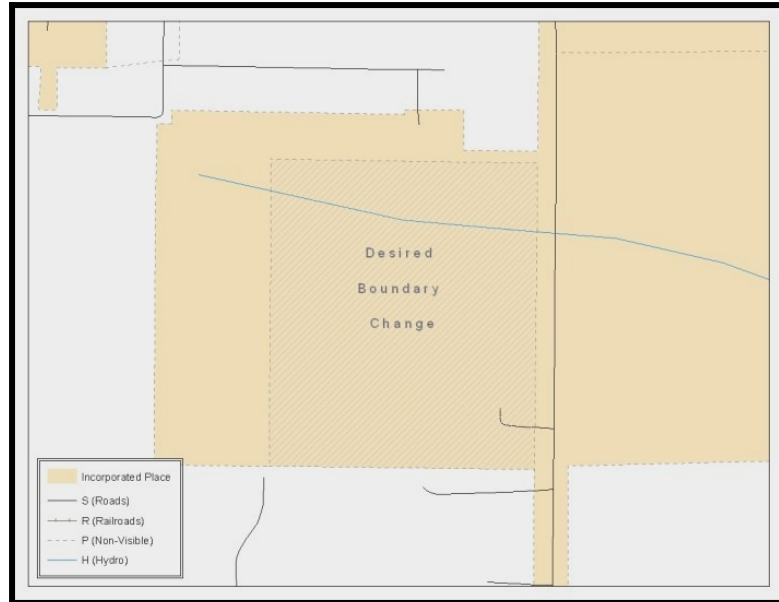 Desired
Boundary
Change
Incorporated Place
S (Roads)
R (Railroads)
P (Non-Visible)
H (Hydro)